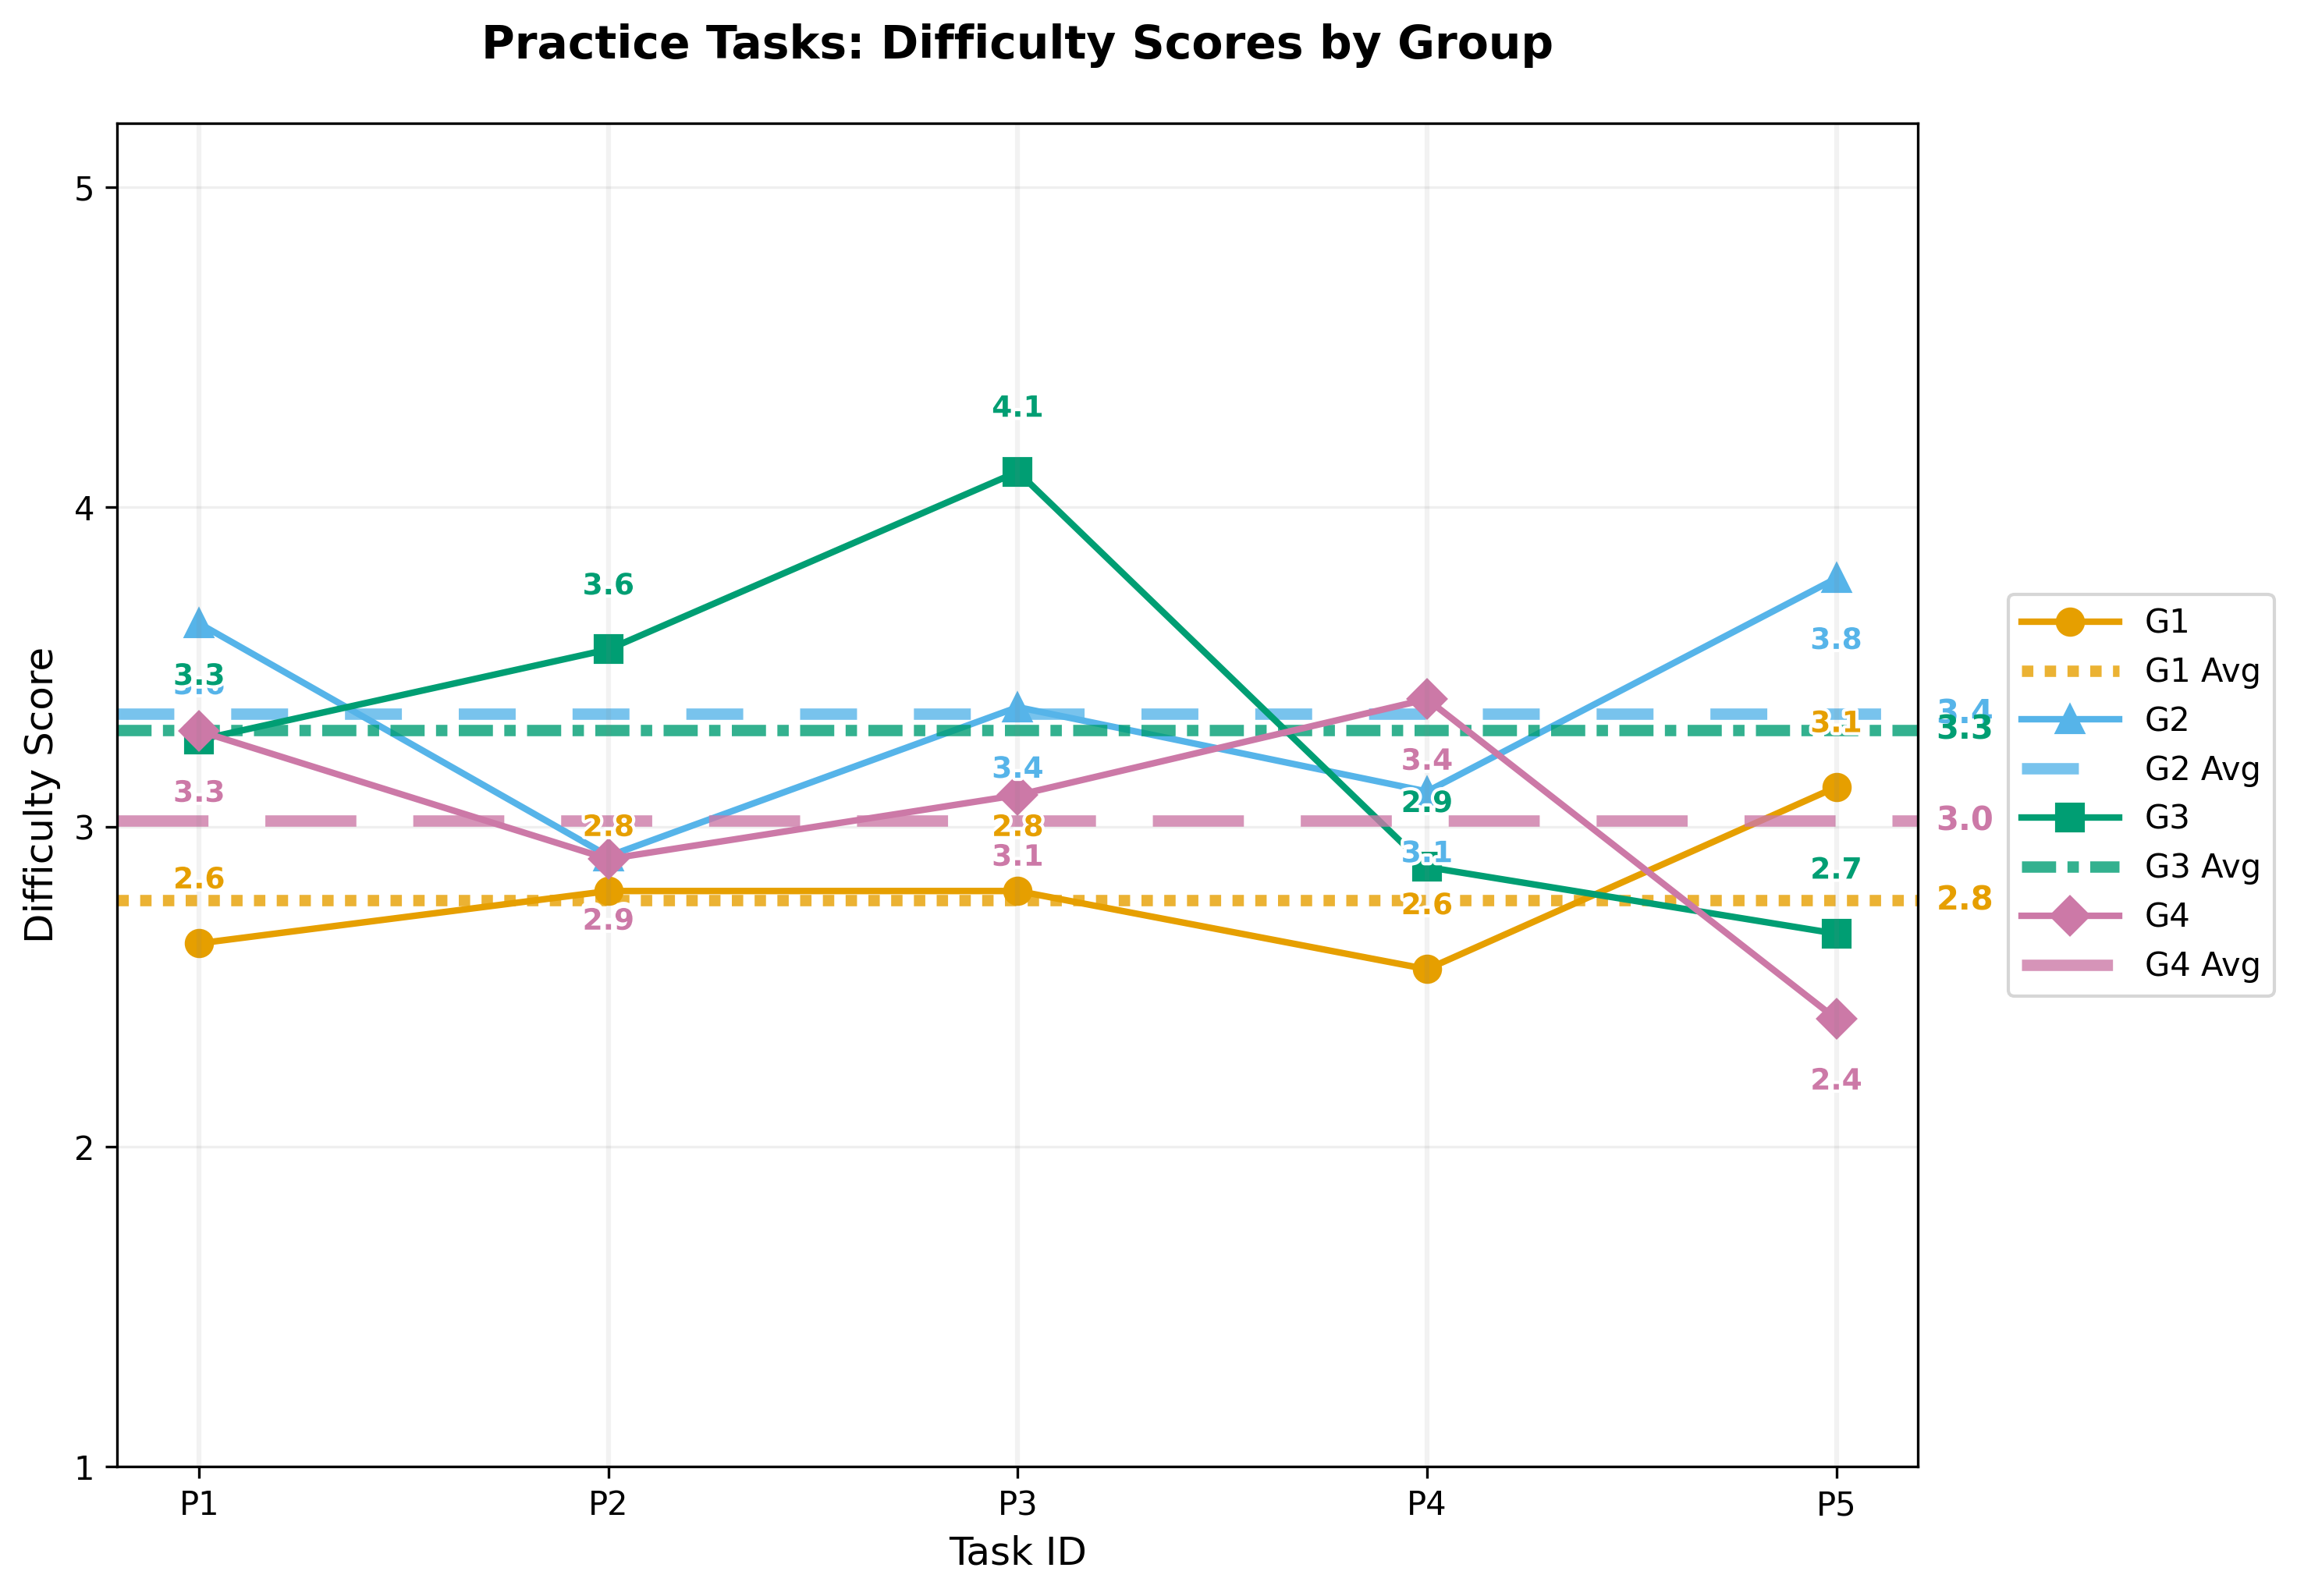 Practice Tasks: Difficulty Scores by Group
Difficulty Score
5
4
3
2
1
4.1
3.6
3.8
3.3
3.4
3.1
3.3
3.4
3.4
3.3
2.9
2.8
2.8
3.0
3.1
3.1
2.6
2.7
2.6
2.8
2.9
2.4
P1
P2
P3
P4
P5
Task ID
G1
G1 Avg
G2
G2 Avg
G3
G3 Avg
G4
G4 Avg